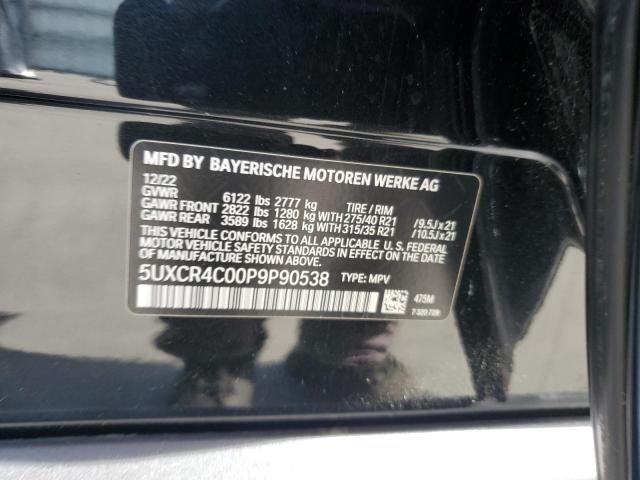 MFD BY BAYERISCHE MOTOREN WERKE AG
12/22
GVWR 6122 lbs 2777 kg TIRE / RIM
GAWR FRONT 2822 lbs 1280 kg WITH 275/40 R21 / 9.5J x 21
GAWR REAR 3589 lbs 1628 kg WITH 315/35 R21 / 10.5J x 21
THIS VEHICLE CONFORMS TO ALL APPLICABLE U. S. FEDERAL
MOTOR VEHICLE SAFETY STANDARDS IN EFFECT ON THE DATE
OF MANUFACTURE SHOWN ABOVE.
5UXCR4C00P9P90538 TYPE: MPV
475M
7 320 729